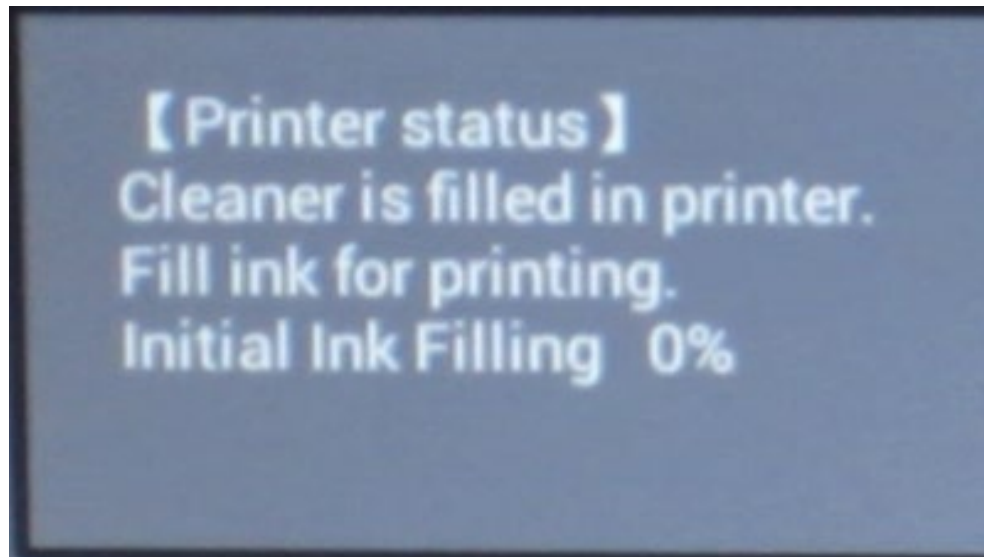 【Printer status】
Cleaner is filled in printer.
Fill ink for printing.
Initial Ink Filling 0%